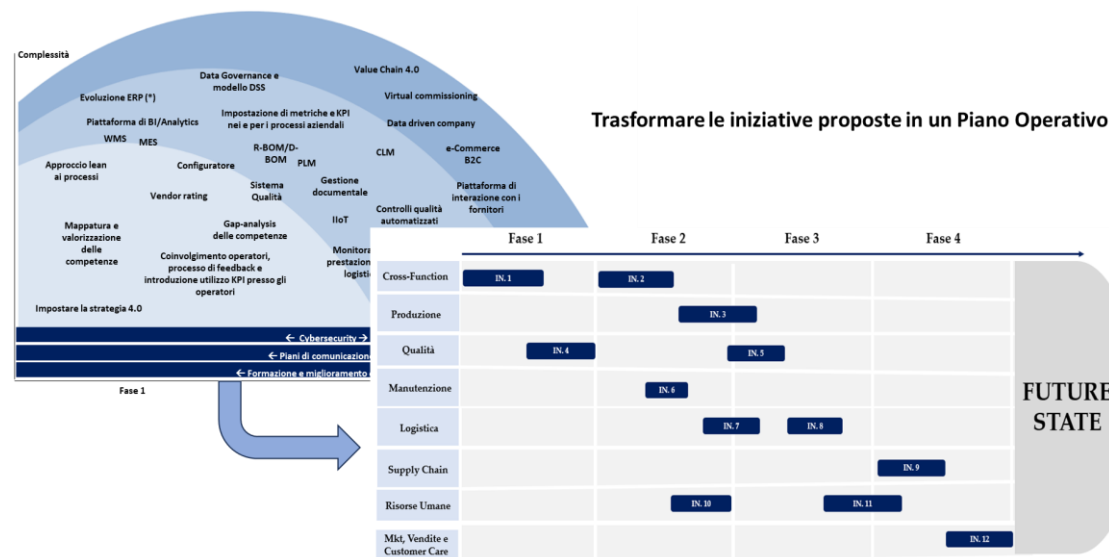 Complessità
Value Chain 4.0
Data Governance e
modello DSS
Evoluzione ERP (*)
Virtual commissioning
Piattaforma di BI/Analytics
Impostazione di metriche e KPI
nei e per i processi aziendali
Data driven company
WMS
MES
R-BOM/D-
BOM
PLM
CLM
e-Commerce
B2C
Approccio lean
ai processi
Configuratore
Vendor rating
Sistema
Qualità
Gestione
documentale
Piattaforma di
interazione con i
fornitori
IIoT
Controlli qualità
automatizzati
Mappatura e
valorizzazione
delle
competenze
Gap-analysis
delle competenze
Monitora
prestazion
logistic
Coinvolgimento operatori,
processo di feedback e
introduzione utilizzo KPI presso gli
operatori
Impostare la strategia 4.0
← Cybersecurity →
← Piani di comunicazione
← Formazione e miglioramento
Fase 1
Trasformare le iniziative proposte in un Piano Operativo
Fase 1 Fase 2 Fase 3 Fase 4
Cross-Function IN. 1 IN. 2
Produzione IN. 3
Qualità IN. 4 IN. 5
Manutenzione IN. 6
Logistica IN. 7 IN. 8
Supply Chain IN. 9
Risorse Umane IN. 10 IN. 11
Mkt, Vendite e
Customer Care IN. 12
FUTURE
STATE